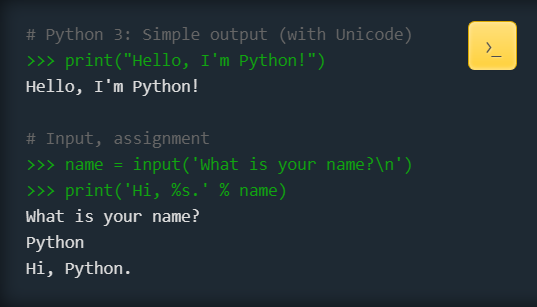 # Python 3: Simple output (with Unicode)
>>> print("Hello, I'm Python!")
Hello, I'm Python!
# Input, assignment
>>> name = input('What is your name?\n')
>>> print('Hi, %s.' % name)
What is your name?
Python
Hi, Python.